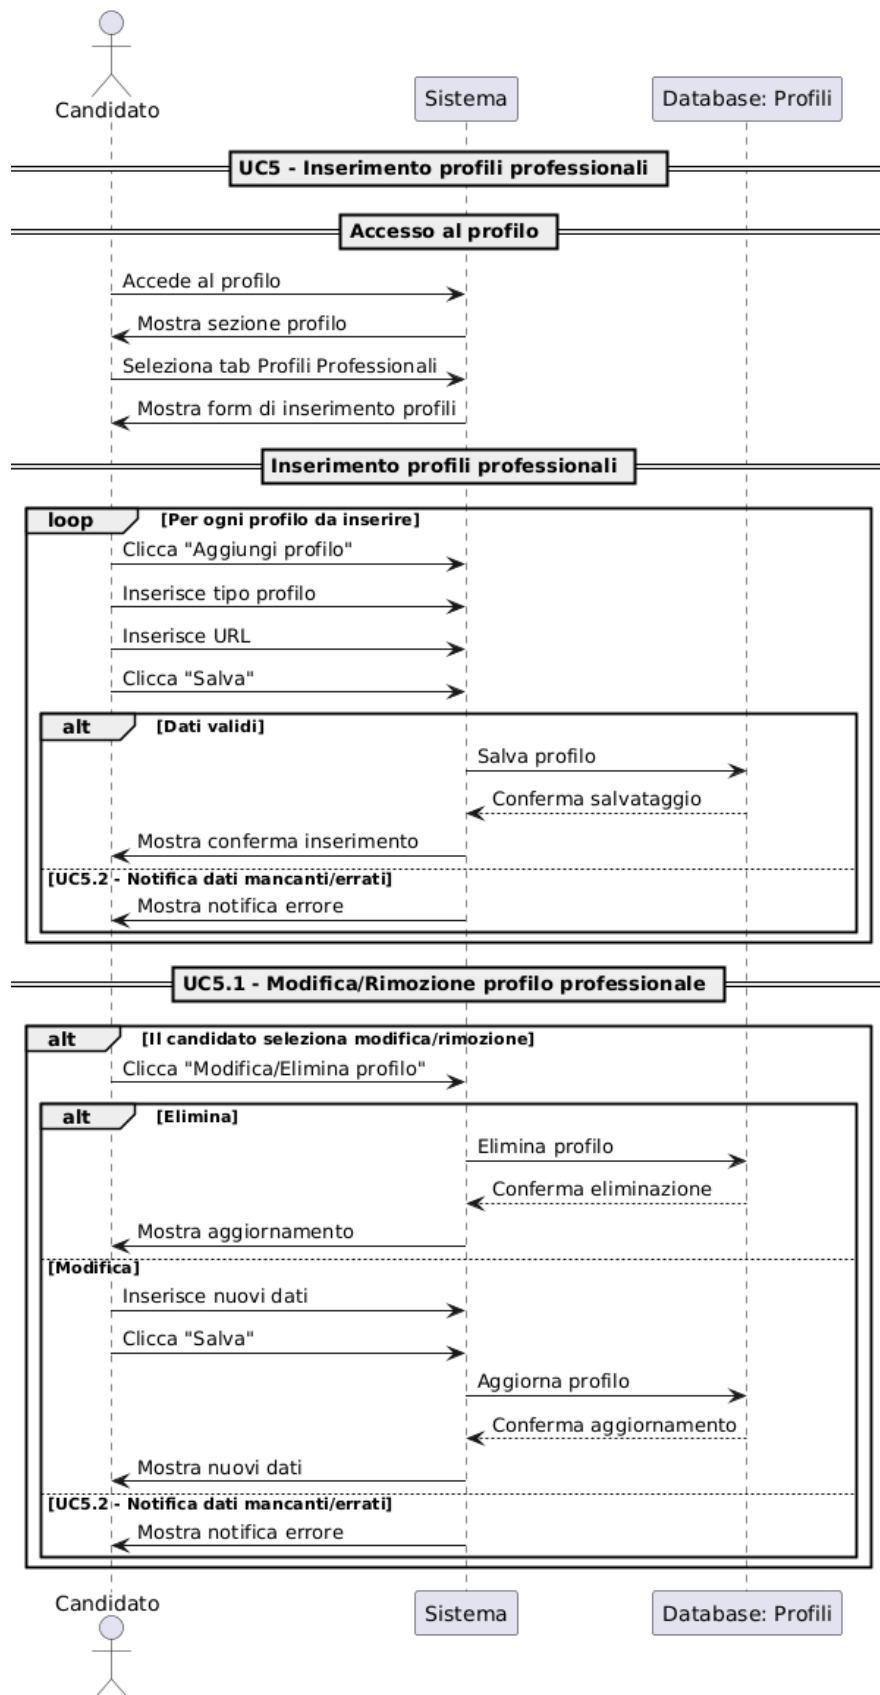 Candidato
Sistema
Database: Profili
UC5 - Inserimento profili professionali
Accesso al profilo
Accede al profilo
Mostra sezione profilo
Seleziona tab Profili Professionali
Mostra form di inserimento profili
Inserimento profili professionali
loop [Per ogni profilo da inserire]
Clicca "Aggiungi profilo"
Inserisce tipo profilo
Inserisce URL
Clicca "Salva"
alt [Dati validi]
Salva profilo
Conferma salvataggio
Mostra conferma inserimento
[UC5.2 - Notifica dati mancanti/errati]
Mostra notifica errore
UC5.1 - Modifica/Rimozione profilo professionale
alt [Il candidato seleziona modifica/rimozione]
Clicca "Modifica/Elimina profilo"
alt [Elimina]
Elimina profilo
Conferma eliminazione
Mostra aggiornamento
[Modifica]
Inserisce nuovi dati
Clicca "Salva"
Aggiorna profilo
Conferma aggiornamento
Mostra nuovi dati
[UC5.2 - Notifica dati mancanti/errati]
Mostra notifica errore
Candidato
Sistema
Database: Profili